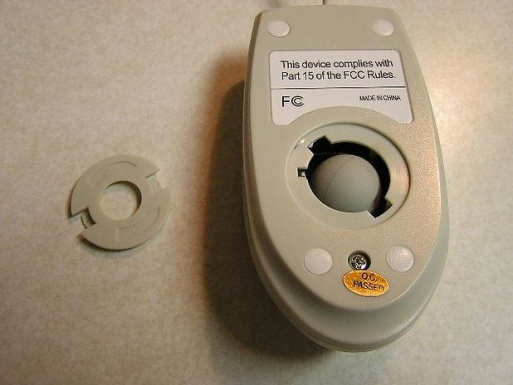 This device complies with
Part 15 of the FCC Rules.
FC MADE IN CHINA
Q.C.
PASSED